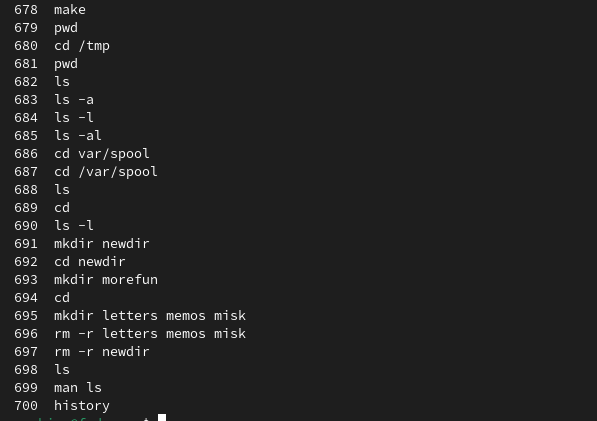 678 make
679 pwd
680 cd /tmp
681 pwd
682 ls
683 ls -a
684 ls -l
685 ls -al
686 cd var/spool
687 cd /var/spool
688 ls
689 cd
690 ls -l
691 mkdir newdir
692 cd newdir
693 mkdir morefun
694 cd
695 mkdir letters memos misk
696 rm -r letters memos misk
697 rm -r newdir
698 ls
699 man ls
700 history